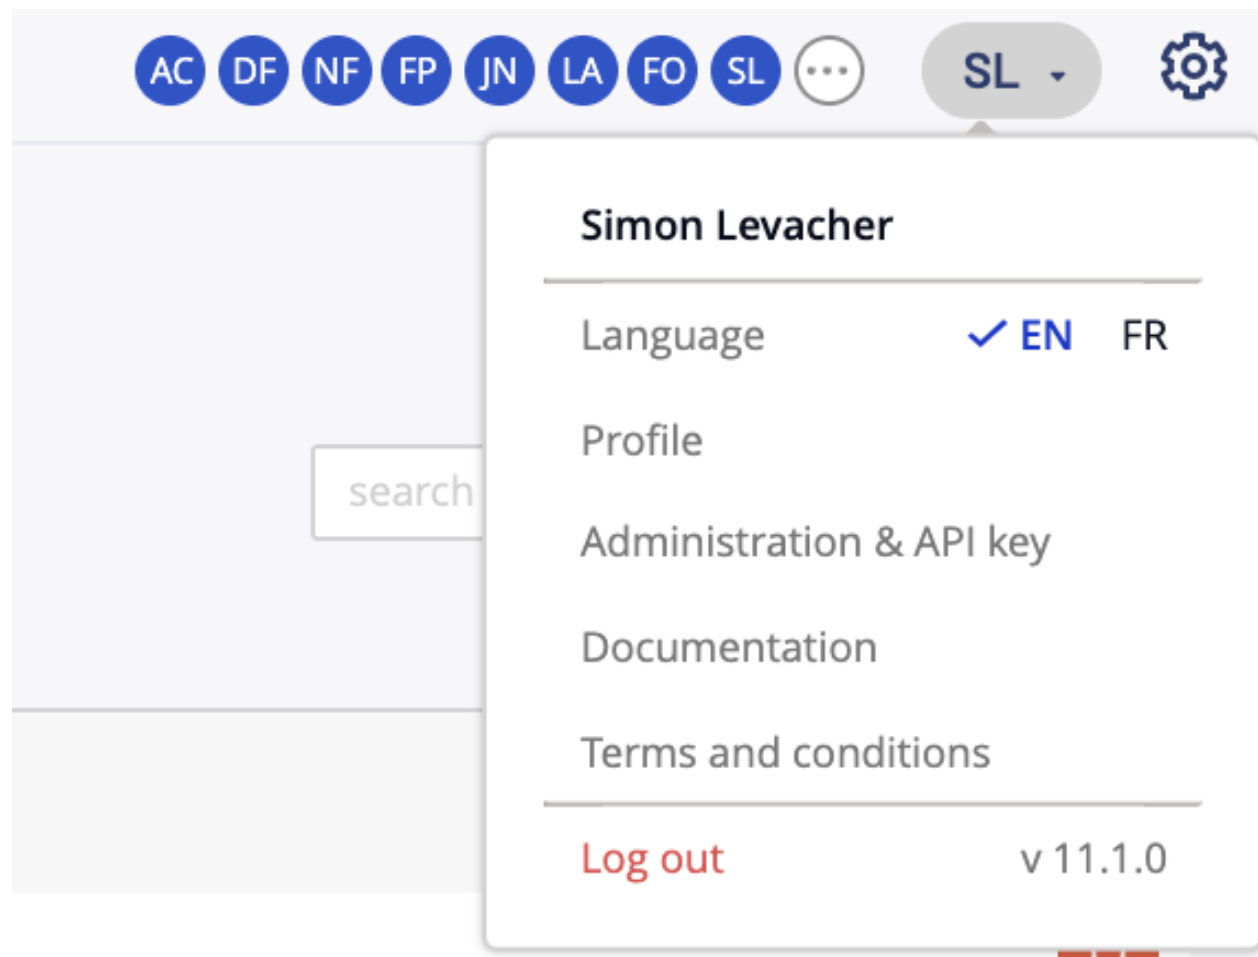 AC DF NF FP JN LA FO SL SL
Simon Levacher
Language EN FR
Profile
search
Administration & API key
Documentation
Terms and conditions
Log out v 11.1.0